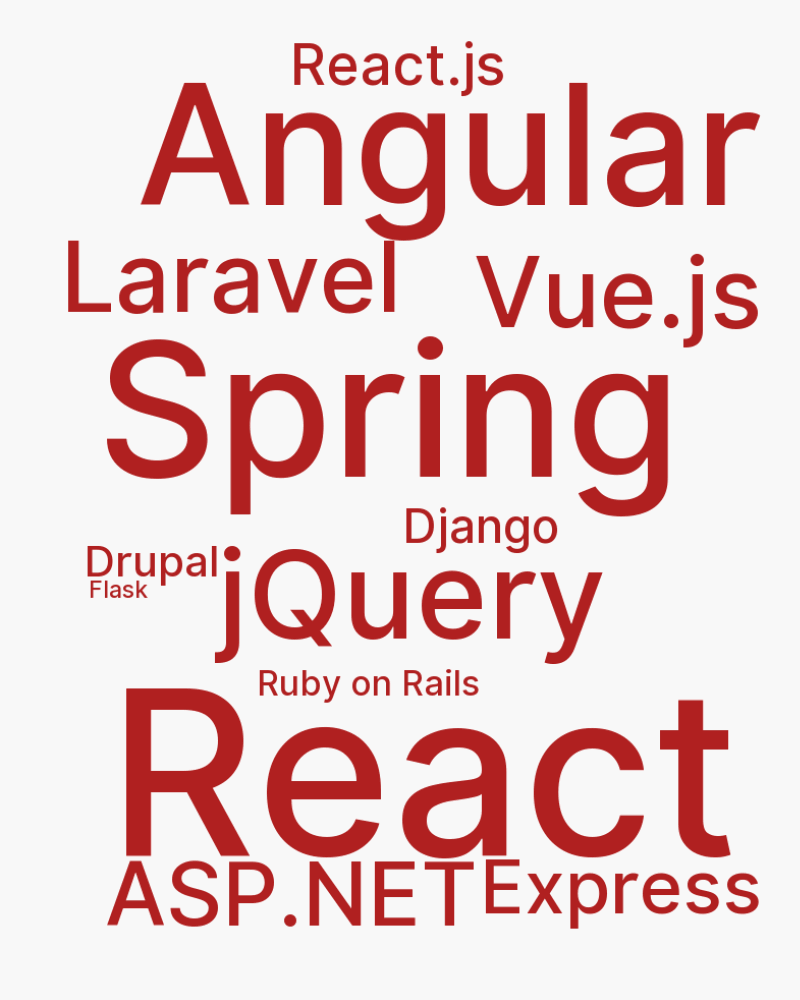 React.js
Angular
Laravel
Vue.js
Spring
Django
Drupal
Flask
jQuery
Ruby on Rails
React
ASP.NET
Express